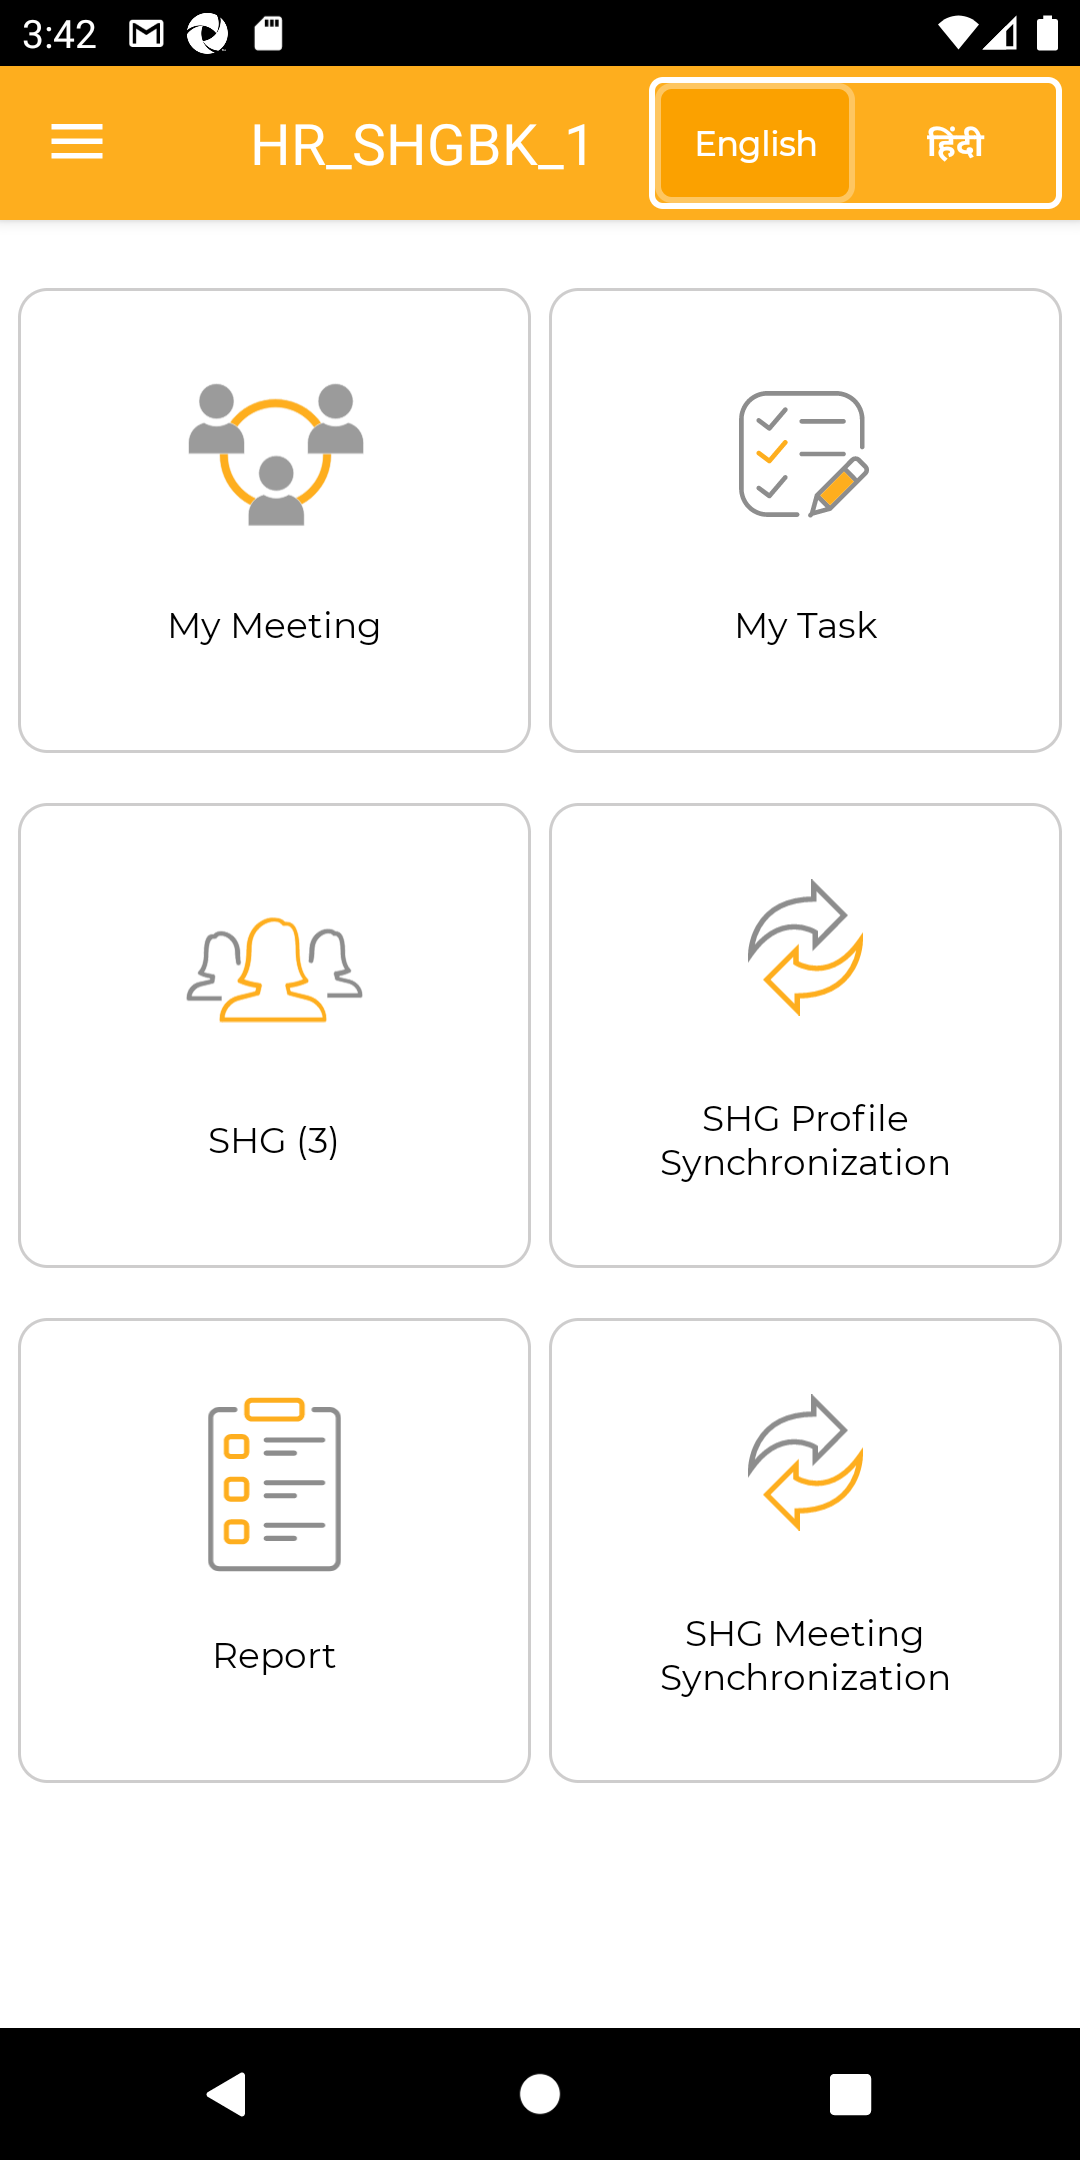 3:42
HR_SHGBK_1
English
हिंदी
My Meeting
My Task
SHG (3)
SHG Profile
Synchronization
Report
SHG Meeting
Synchronization